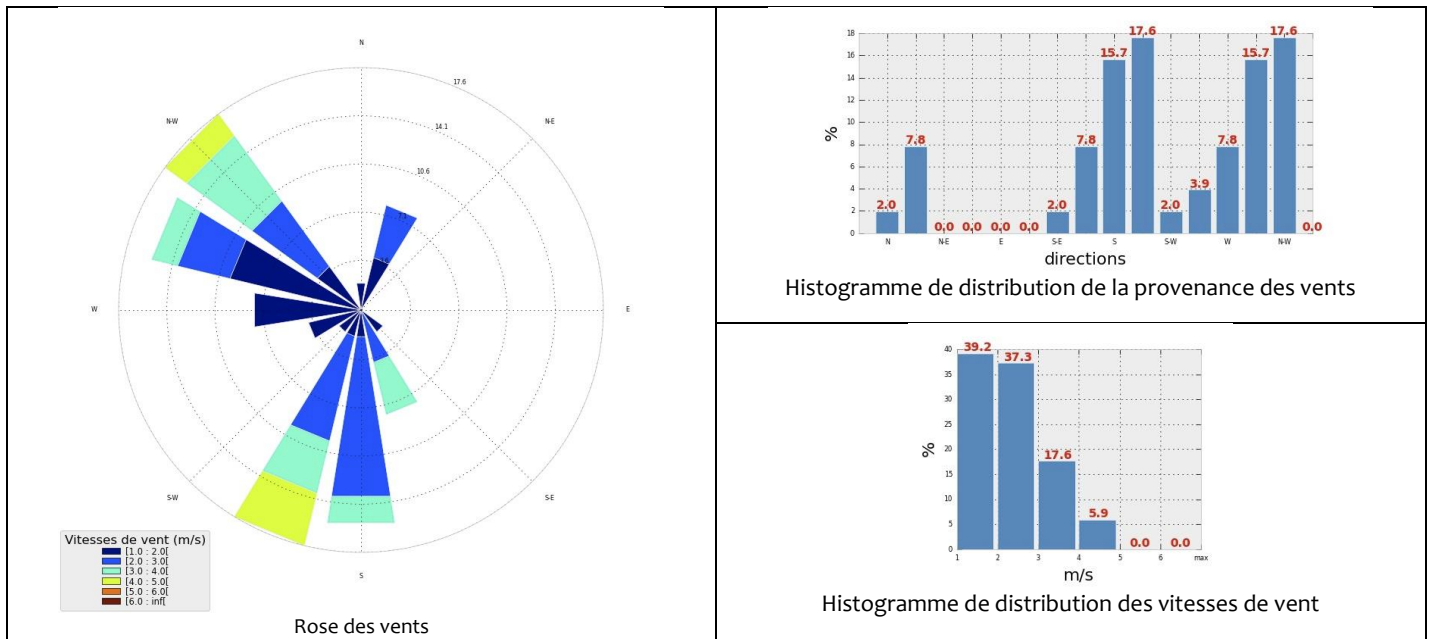 N
17.6
N-W
N-E
14.1
10.6
7.1
W
E
S-W
S-E
S
Vitesses de vent (m/s)
[1.0 : 2.0[
[2.0 : 3.0[
[3.0 : 4.0[
[4.0 : 5.0[
[5.0 : 6.0[
[6.0 : inf[
Rose des vents
18
16
14
12
10
8
6
4
2
0
%
2.0
7.8
0.0
0.0
0.0
0.0
2.0
7.8
15.7
17.6
2.0
3.9
7.8
15.7
17.6
0.0
N
N-E
E
S-E
S
S-W
W
N-W
directions
Histogramme de distribution de la provenance des vents
40
35
30
25
20
15
10
5
0
%
39.2
37.3
17.6
5.9
0.0
0.0
1
2
3
4
5
6
max
m/s
Histogramme de distribution des vitesses de vent